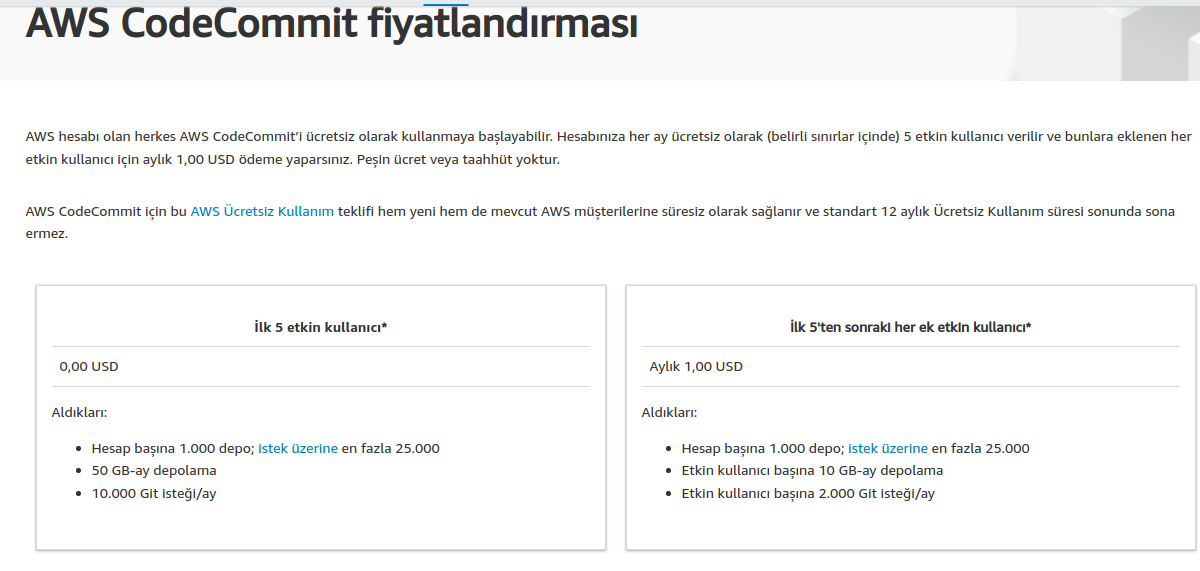 AWS CodeCommit fiyatlandırması
AWS hesabı olan herkes AWS CodeCommit’i ücretsiz olarak kullanmaya başlayabilir. Hesabınıza her ay ücretsiz olarak (belirli sınırlar içinde) 5 etkin kullanıcı verilir ve bunlara eklenen her
etkin kullanıcı için aylık 1,00 USD ödeme yaparsınız. Peşin ücret veya taahhüt yoktur.
AWS CodeCommit için bu AWS Ücretsiz Kullanım teklifi hem yeni hem de mevcut AWS müşterilerine süresiz olarak sağlanır ve standart 12 aylık Ücretsiz Kullanım süresi sonunda sona
ermez.
İlk 5 etkin kullanıcı*
0,00 USD
Aldıkları:
Hesap başına 1.000 depo; istek üzerine en fazla 25.000
50 GB-ay depolama
10.000 Git isteği/ay
İlk 5'ten sonraki her ek etkin kullanıcı*
Aylık 1,00 USD
Aldıkları:
Hesap başına 1.000 depo; istek üzerine en fazla 25.000
Etkin kullanıcı başına 10 GB-ay depolama
Etkin kullanıcı başına 2.000 Git isteği/ay